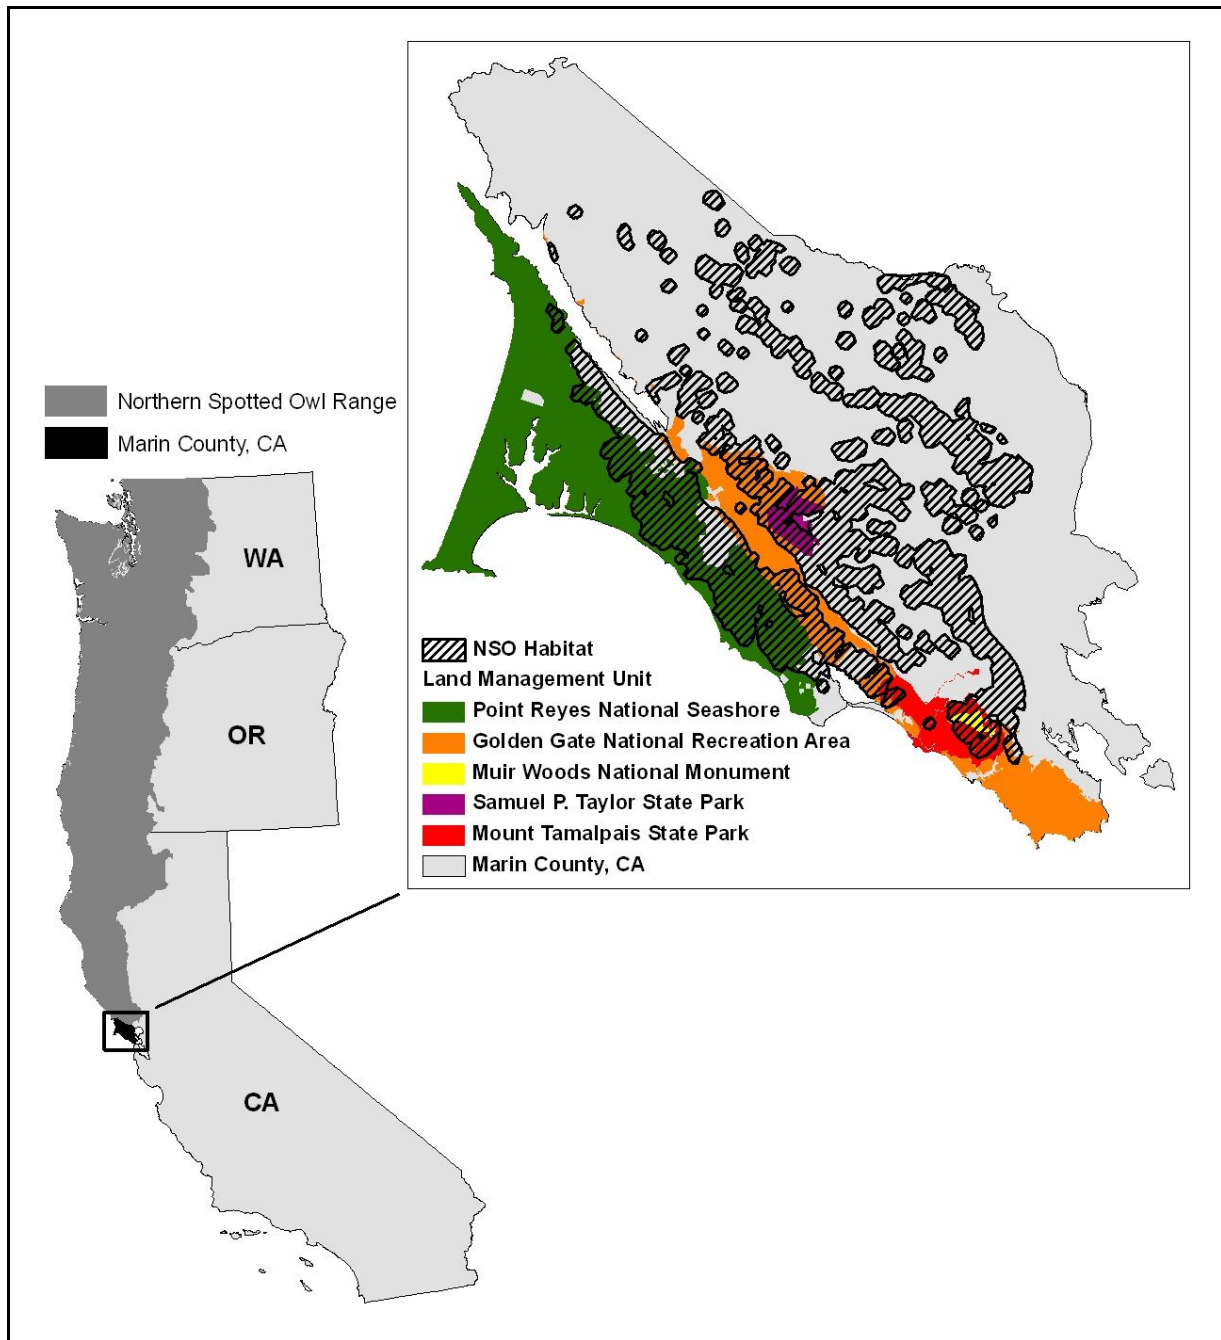 Northern Spotted Owl Range
Marin County, CA
WA
OR
CA
NSO Habitat
Land Management Unit
Point Reyes National Seashore
Golden Gate National Recreation Area
Muir Woods National Monument
Samuel P. Taylor State Park
Mount Tamalpais State Park
Marin County, CA